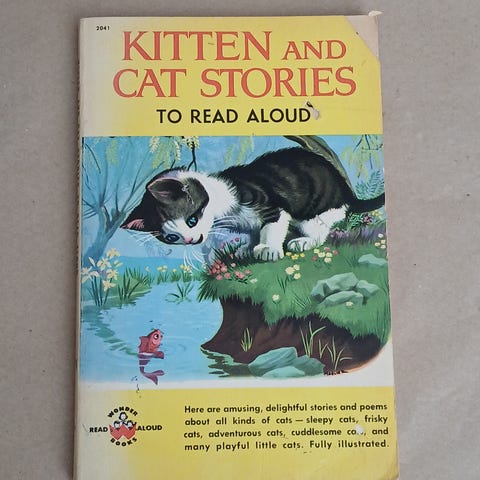 2041
KITTEN AND
CAT STORIES
TO READ ALOUD
READ WONDER BOOKS ALOUD
Here are amusing, delightful stories and poems
about all kinds of cats — sleepy cats, frisky
cats, adventurous cats, cuddlesome cats, and
many playful little cats. Fully illustrated.